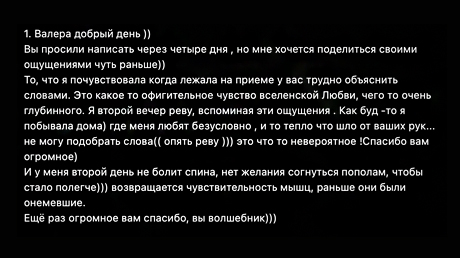 1. Валера добрый день ))
Вы просили написать через четыре дня , но мне хочется поделиться своими
ощущениями чуть раньше))
То, что я почувствовала когда лежала на приеме у вас трудно объяснить
словами. Это какое то офигительное чувство вселенской Любви, чего то очень
глубинного. Я второй вечер реву, вспоминая эти ощущения . Как буд -то я
побывала дома) где меня любят безусловно , и то тепло что шло от ваших рук...
не могу подобрать слова(( опять реву ))) это что то невероятное !Спасибо вам
огромное)
И у меня второй день не болит спина, нет желания согнуться пополам, чтобы
стало полегче))) возвращается чувствительность мышц, раньше они были
онемевшие.
Ещё раз огромное вам спасибо, вы волшебник)))